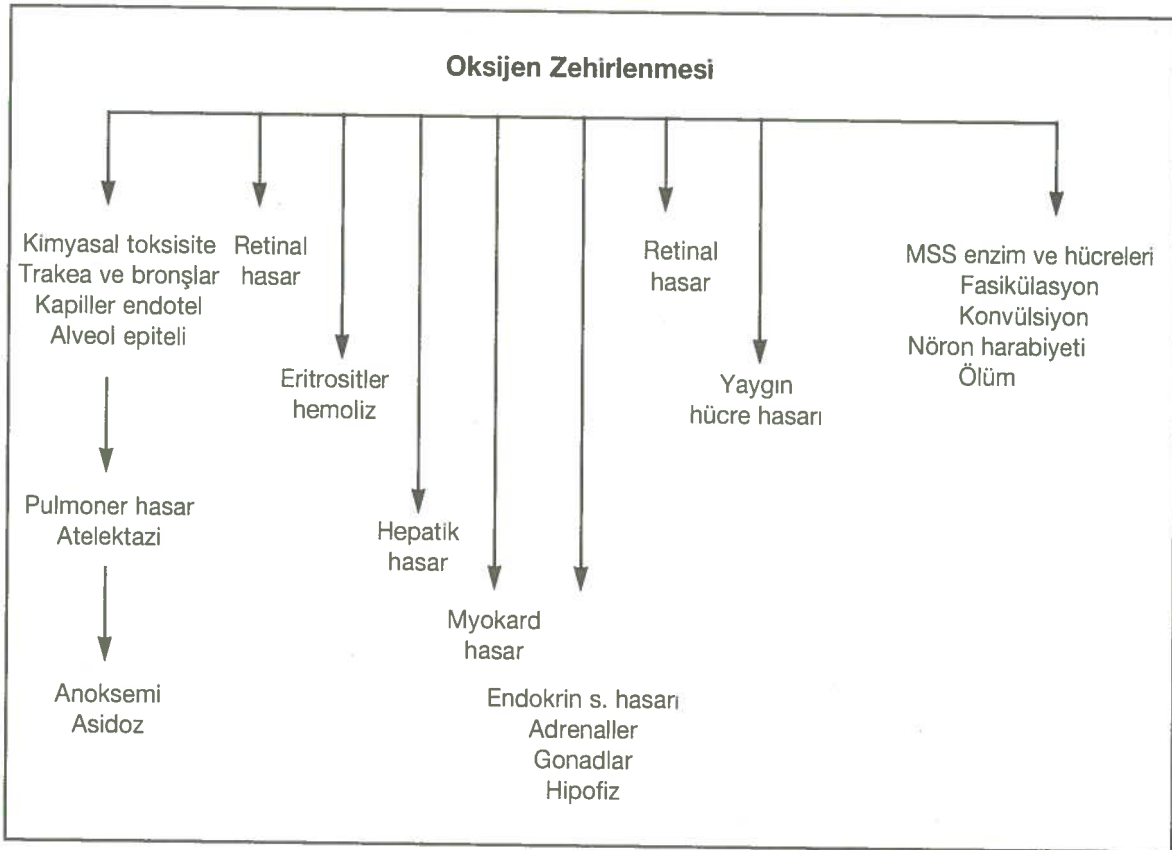 Oksijen Zehirlenmesi
Kimyasal toksisite
Trakea ve bronşlar
Kapiller endotel
Alveol epiteli
Pulmoner hasar
Atelektazi
Anoksemi
Asidoz
Retinal
hasar
Eritrositler
hemoliz
Hepatik
hasar
Myokard
hasar
Endokrin s. hasarı
Adrenaller
Gonadlar
Hipofiz
Retinal
hasar
Yaygın
hücre hasarı
MSS enzim ve hücreleri
Fasikülasyon
Konvülsiyon
Nöron harabiyeti
Ölüm